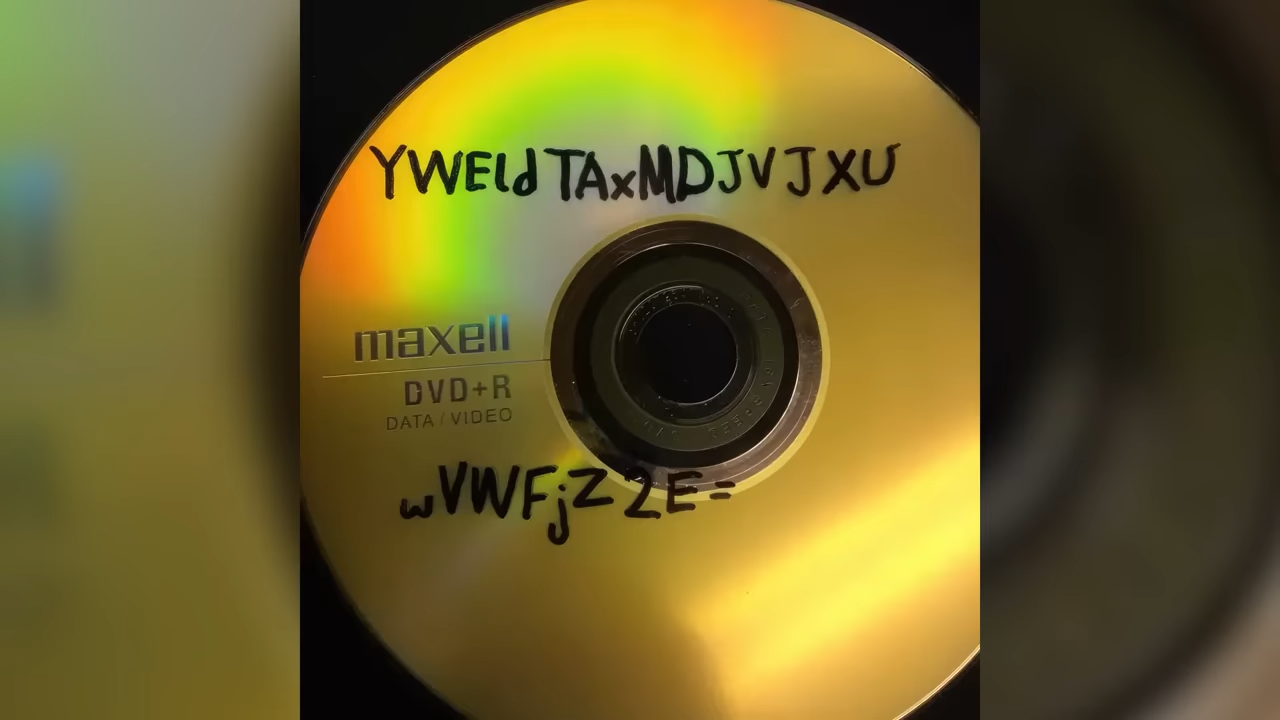 YWEldTAxMDJVJXU
maxell
DVD+R
DATA / VIDEO
wVWFjZ2E=